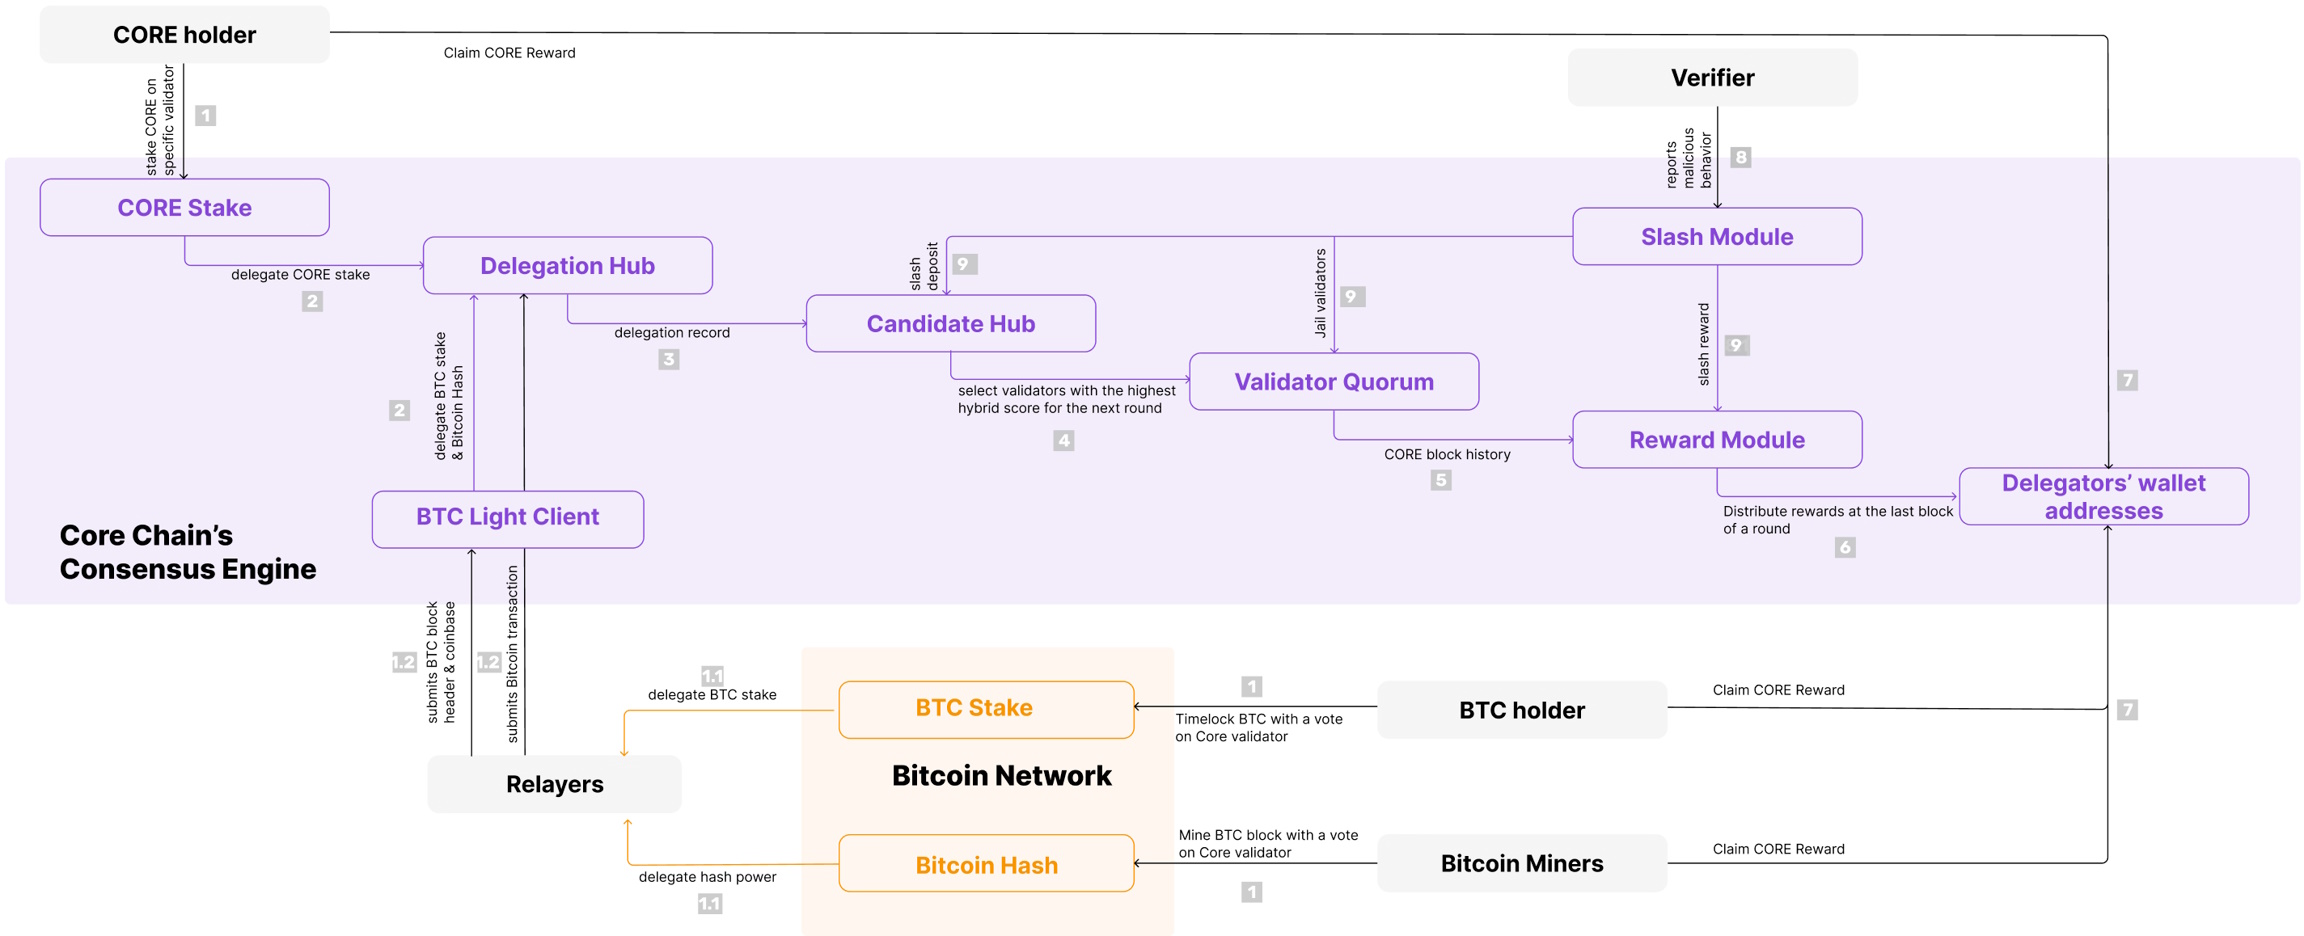 CORE holder
Claim CORE Reward
Verifier
stake CORE on
specific validator
1
reports
malicious
behavior
8
CORE Stake
Slash Module
delegate CORE stake
2
Delegation Hub
slash
deposit
9
Jail validators
9
slash reward
9
delegation record
3
Candidate Hub
select validators with the highest
hybrid score for the next round
4
Validator Quorum
CORE block history
5
Reward Module
7
Distribute rewards at the last block
of a round
6
Delegators’ wallet
addresses
delegate BTC stake
& Bitcoin Hash
2
BTC Light Client
Core Chain’s
Consensus Engine
submits BTC block
header & coinbase
1.2
submits Bitcoin transaction
1.2
1.1
delegate BTC stake
BTC Stake
1
Timelock BTC with a vote
on Core validator
BTC holder
Claim CORE Reward
7
Relayers
Bitcoin Network
delegate hash power
1.1
Bitcoin Hash
Mine BTC block with a vote
on Core validator
1
Bitcoin Miners
Claim CORE Reward